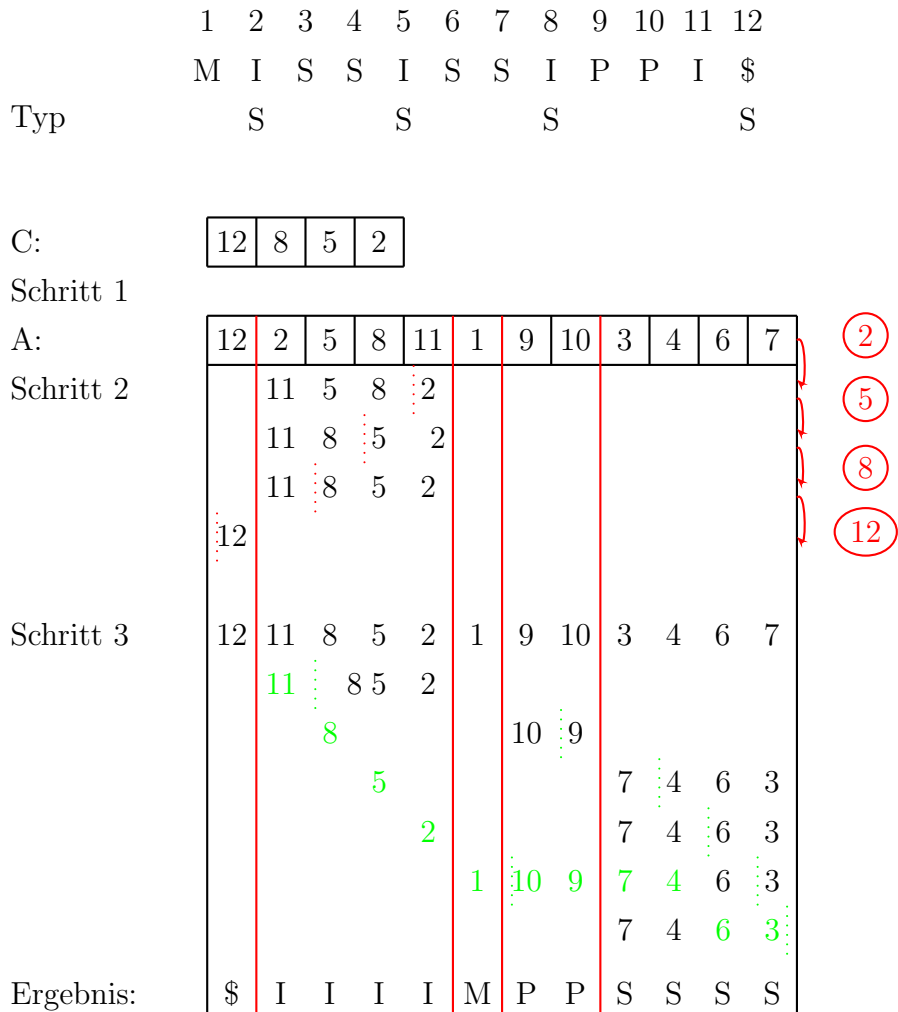 1 2 3 4 5 6 7 8 9 10 11 12
M I S S I S S I P P I $
Typ S S S S
C: 12 8 5 2
Schritt 1
A: 12 2 5 8 11 1 9 10 3 4 6 7 2
Schritt 2 11 5 8 2 5
11 8 5 2
11 8 5 2 8
12 12
Schritt 3 12 11 8 5 2 1 9 10 3 4 6 7
11 8 5 2
8 10 9
5 7 4 6 3
2 7 4 6 3
1 10 9 7 4 6 3
7 4 6 3
Ergebnis: $ I I I I M P P S S S S